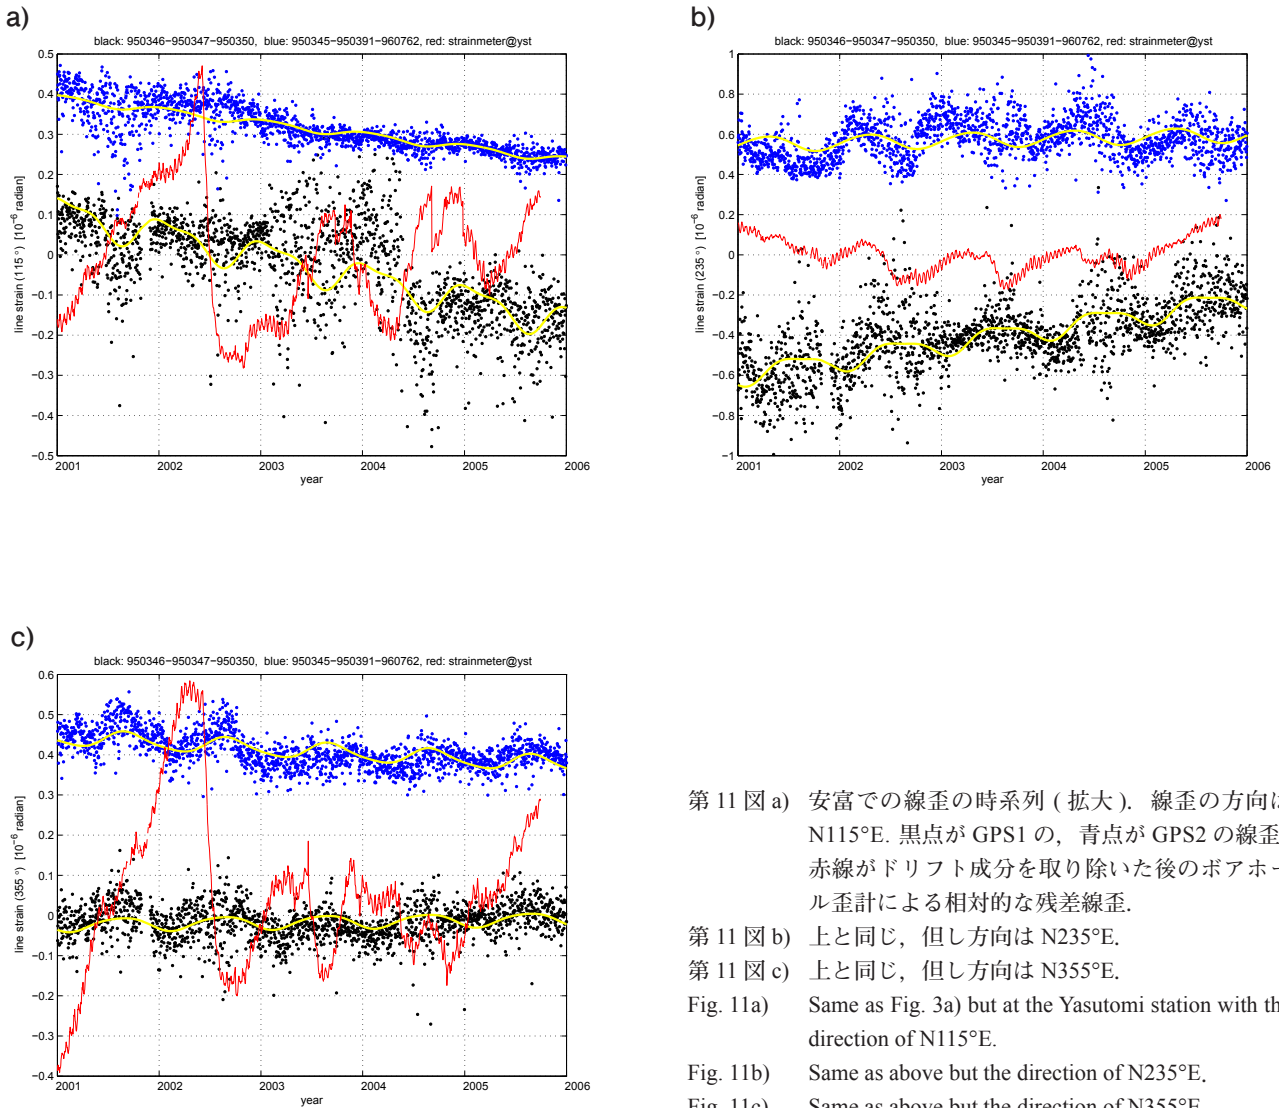 a)
black: 950346−950347−950350, blue: 950345−950391−960762, red: strainmeter@yst
0.5
0.4
0.3
0.2
0.1
0
−0.1
−0.2
−0.3
−0.4
−0.5
line strain (115 °) [10⁻⁶ radian]
2001 2002 2003 2004 2005 2006
year
b)
black: 950346−950347−950350, blue: 950345−950391−960762, red: strainmeter@yst
1
0.8
0.6
0.4
0.2
0
−0.2
−0.4
−0.6
−0.8
−1
line strain (235 °) [10⁻⁶ radian]
2001 2002 2003 2004 2005 2006
year
c)
black: 950346−950347−950350, blue: 950345−950391−960762, red: strainmeter@yst
0.6
0.5
0.4
0.3
0.2
0.1
0
−0.1
−0.2
−0.3
−0.4
line strain (355 °) [10⁻⁶ radian]
2001 2002 2003 2004 2005 2006
year
第 11 図 a) 安富での線歪の時系列 ( 拡大 ). 線歪の方向は
N115°E. 黒点が GPS1 の，青点が GPS2 の線歪
赤線がドリフト成分を取り除いた後のボアホー
ル歪計による相対的な残差線歪.
第 11 図 b) 上と同じ，但し方向は N235°E.
第 11 図 c) 上と同じ，但し方向は N355°E.
Fig. 11a) Same as Fig. 3a) but at the Yasutomi station with th
direction of N115°E.
Fig. 11b) Same as above but the direction of N235°E.
Fig. 11c) Same as above but the direction of N355°E.